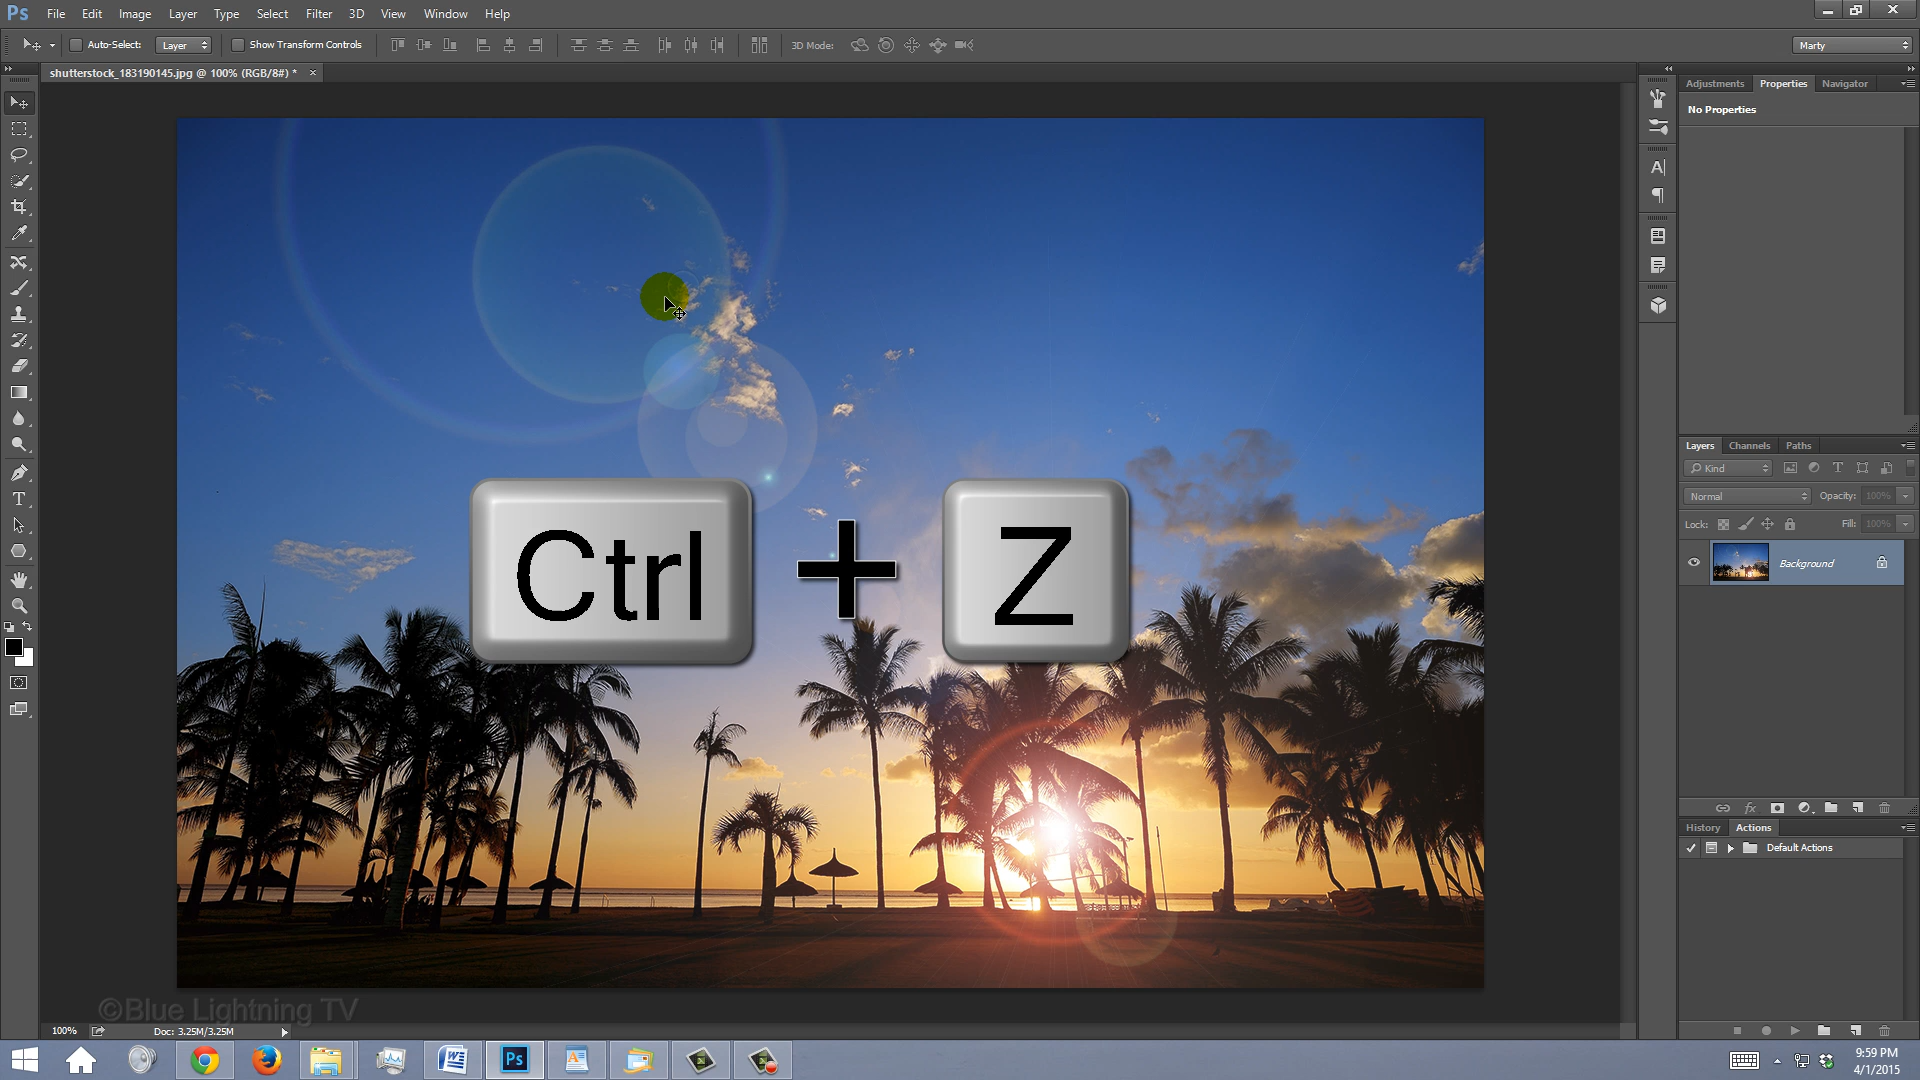 Ps File Edit Image Layer Type Select Filter 3D View Window Help
Auto-Select: Layer Show Transform Controls 3D Mode: Marty
shutterstock_183190145.jpg @ 100% (RGB/8#) * ×
Adjustments Properties Navigator
No Properties
Ctrl + Z
Layers Channels Paths
Kind
Normal Opacity: 100%
Lock: Fill: 100%
Background
History Actions
Default Actions
©Blue Lightning TV
100% Doc: 3.25M/3.25M
9:59 PM
4/1/2015